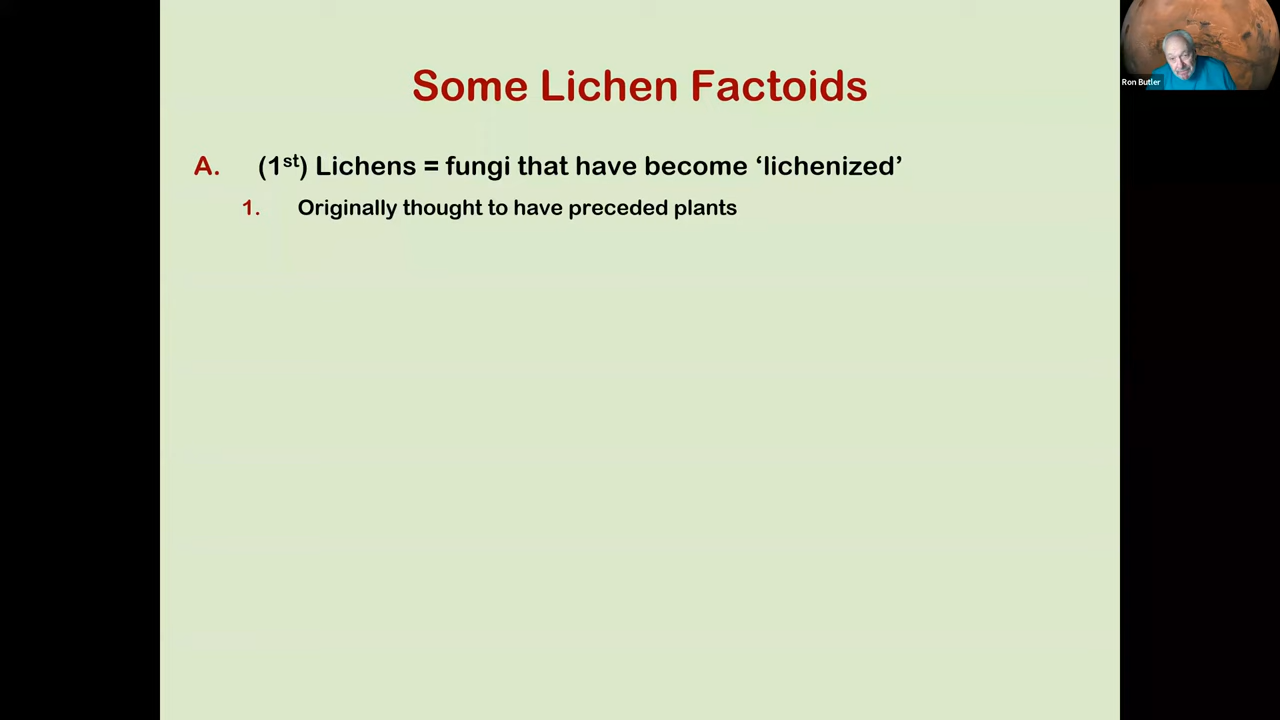 Some Lichen Factoids
Ron Butler
A. (1st) Lichens = fungi that have become ‘lichenized’
1. Originally thought to have preceded plants